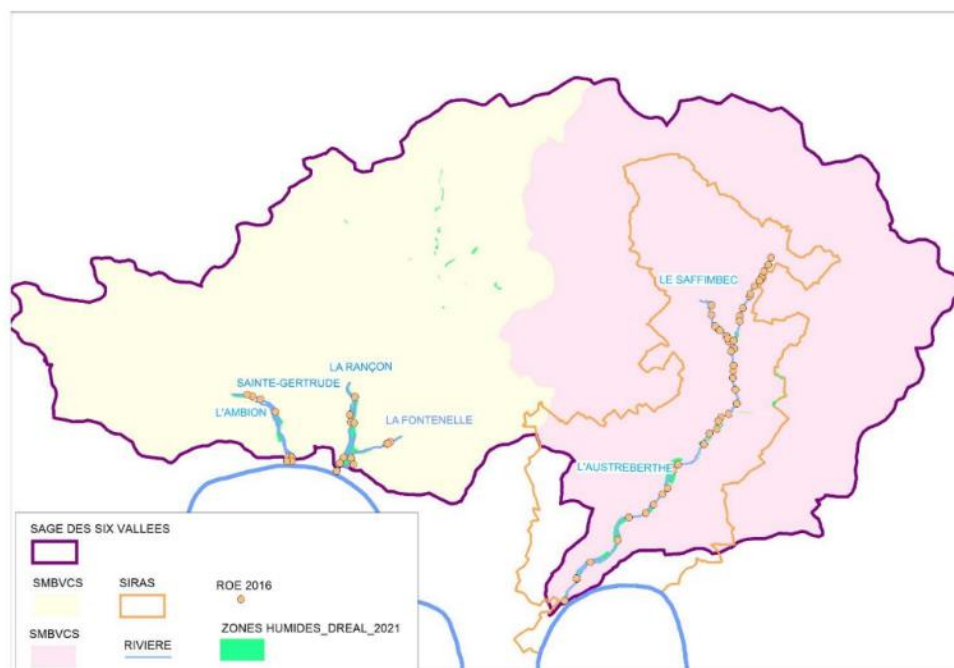 LE SAFFIMBEC
LA RANÇON
SAINTE-GERTRUDE
L'AMBION
LA FONTENELLE
L'AUSTREBERTHE
SAGE DES SIX VALLEES
SMBVCS
SIRAS
ROE 2016
SMBVCS
RIVIERE
ZONES HUMIDES_DREAL_2021